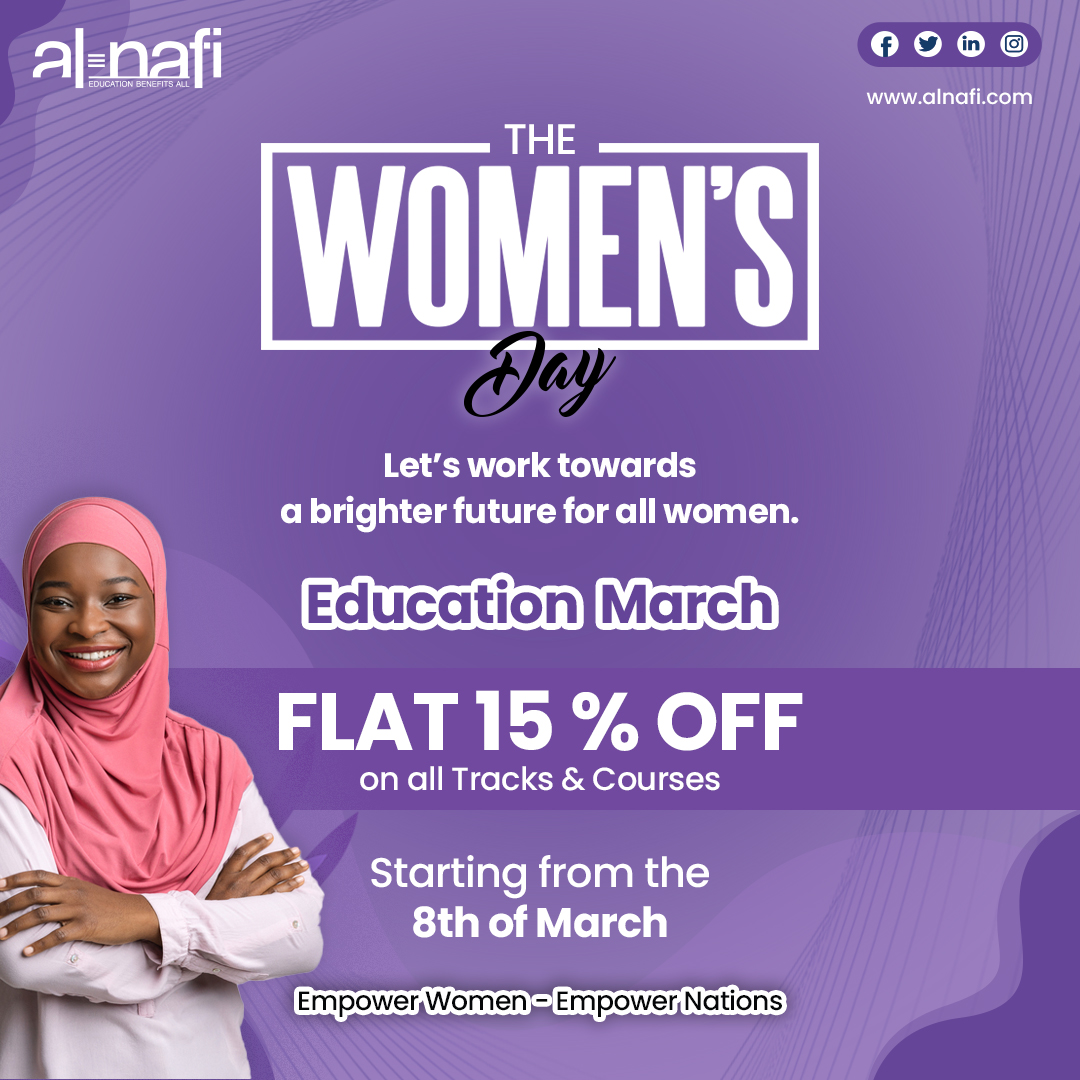 al-nafi
EDUCATION BENEFITS ALL
www.alnafi.com
THE
WOMEN'S
Day
Let's work towards
a brighter future for all women.
Education March
FLAT 15 % OFF
on all Tracks & Courses
Starting from the
8th of March
Empower Women - Empower Nations